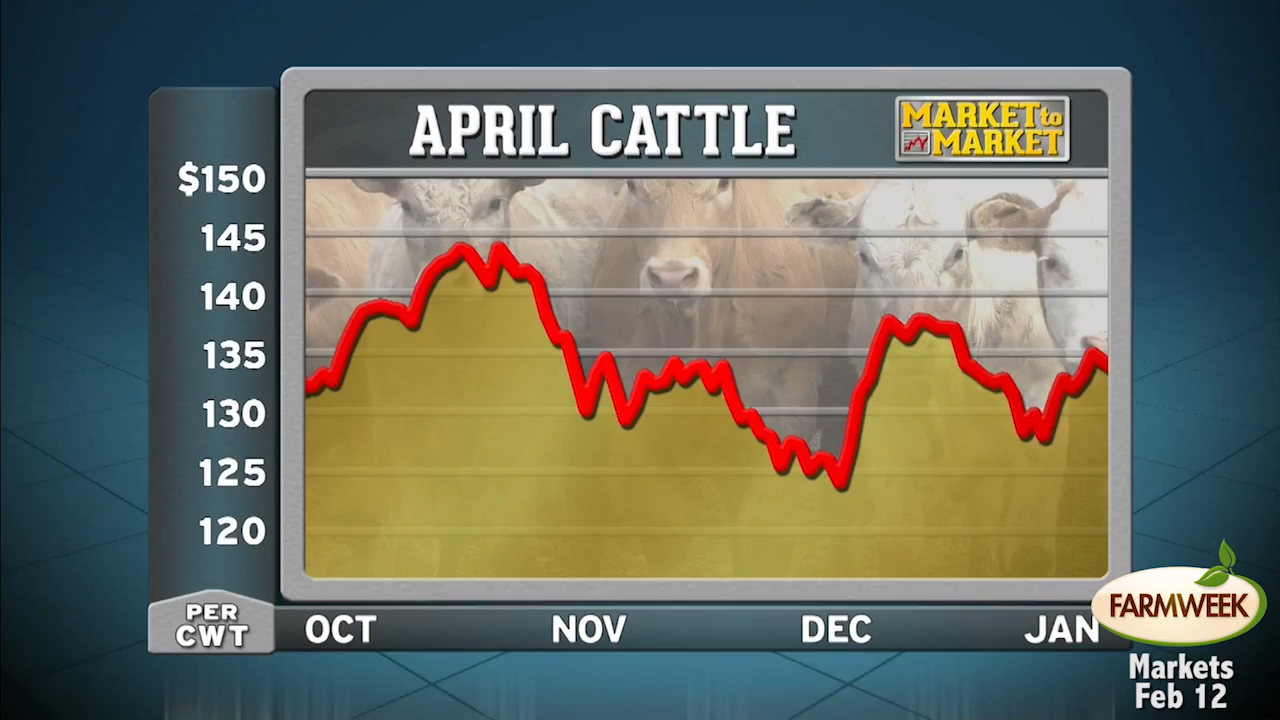 APRIL CATTLE
MARKET to
MARKET
$150
145
140
135
130
125
120
PER
CWT
OCT NOV DEC JAN
FARMWEEK
Markets
Feb 12